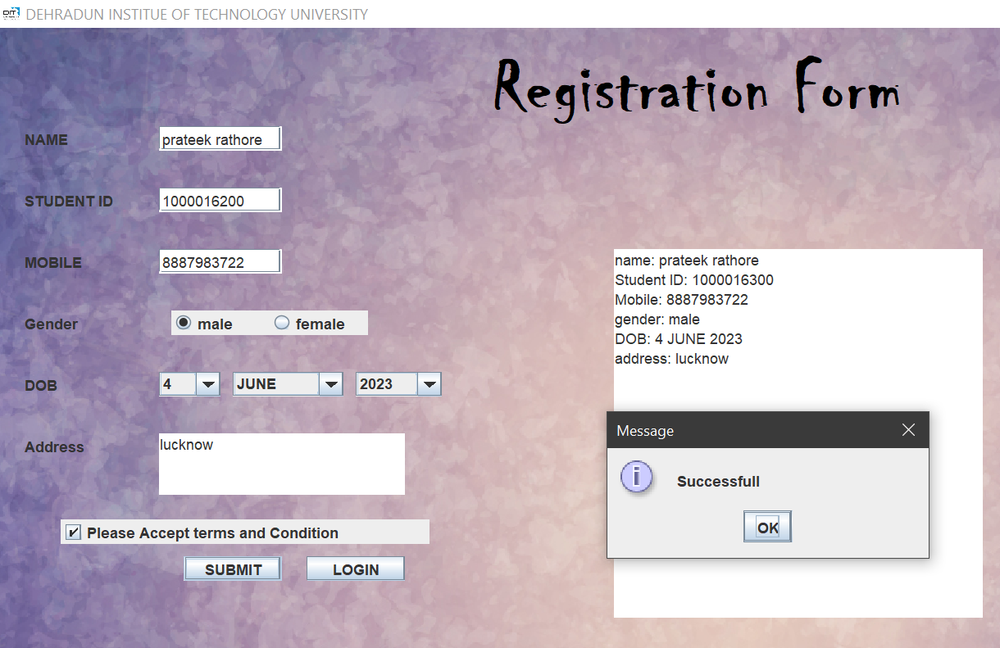 DIT DEHRADUN INSTITUE OF TECHNOLOGY UNIVERSITY
Registration Form
NAME prateek rathore
STUDENT ID 1000016200
MOBILE 8887983722
Gender male female
DOB 4 JUNE 2023
Address lucknow
Please Accept terms and Condition
SUBMIT LOGIN
name: prateek rathore
Student ID: 1000016300
Mobile: 8887983722
gender: male
DOB: 4 JUNE 2023
address: lucknow
Message
Successfull
OK